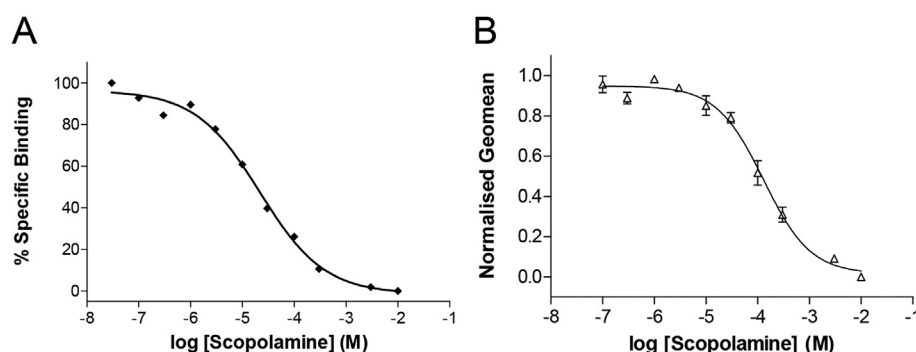 A
% Specific Binding
100
80
60
40
20
0
-8 -7 -6 -5 -4 -3 -2 -1
log [Scopolamine] (M)
B
Normalised Geomean
1.0
0.8
0.6
0.4
0.2
0.0
-8 -7 -6 -5 -4 -3 -2 -1
log [Scopolamine] (M)